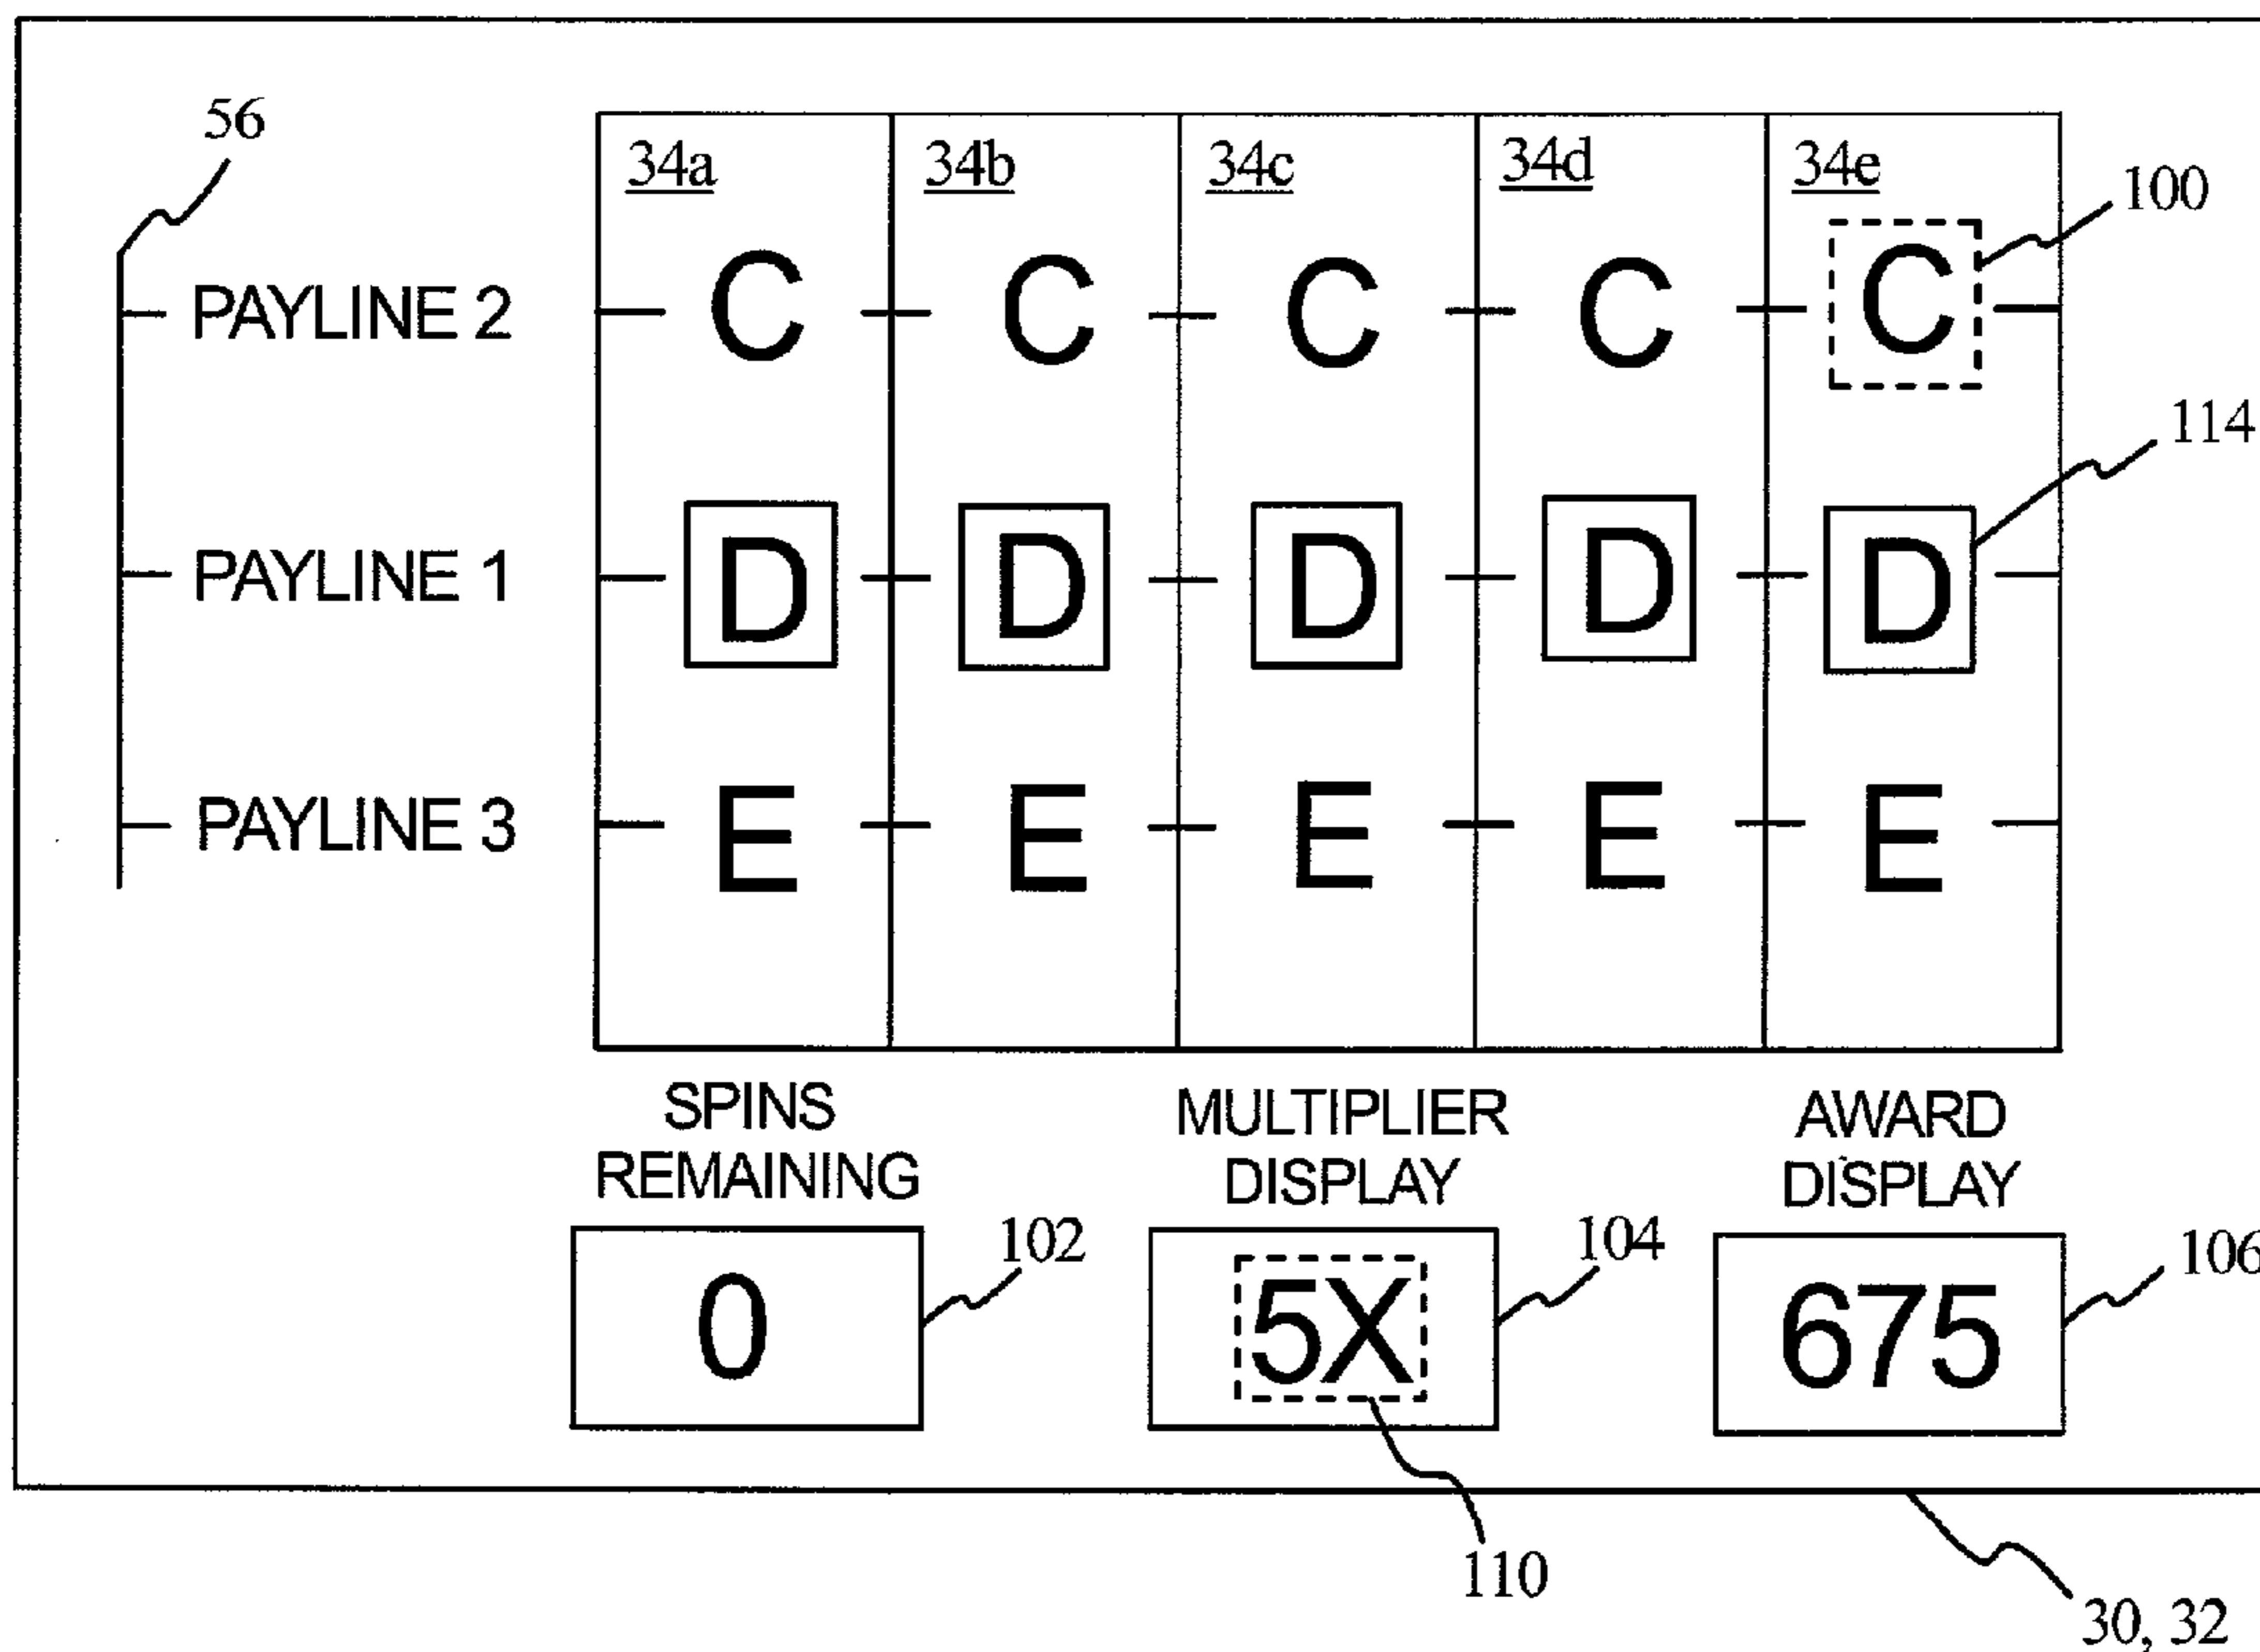 56
34a 34b 34c 34d 34e
100
PAYLINE 2 C C C C C
114
PAYLINE 1 D D D D D
PAYLINE 3 E E E E E
SPINS REMAINING
MULTIPLIER DISPLAY
AWARD DISPLAY
102
104
106
0 5X 675
110
30, 32